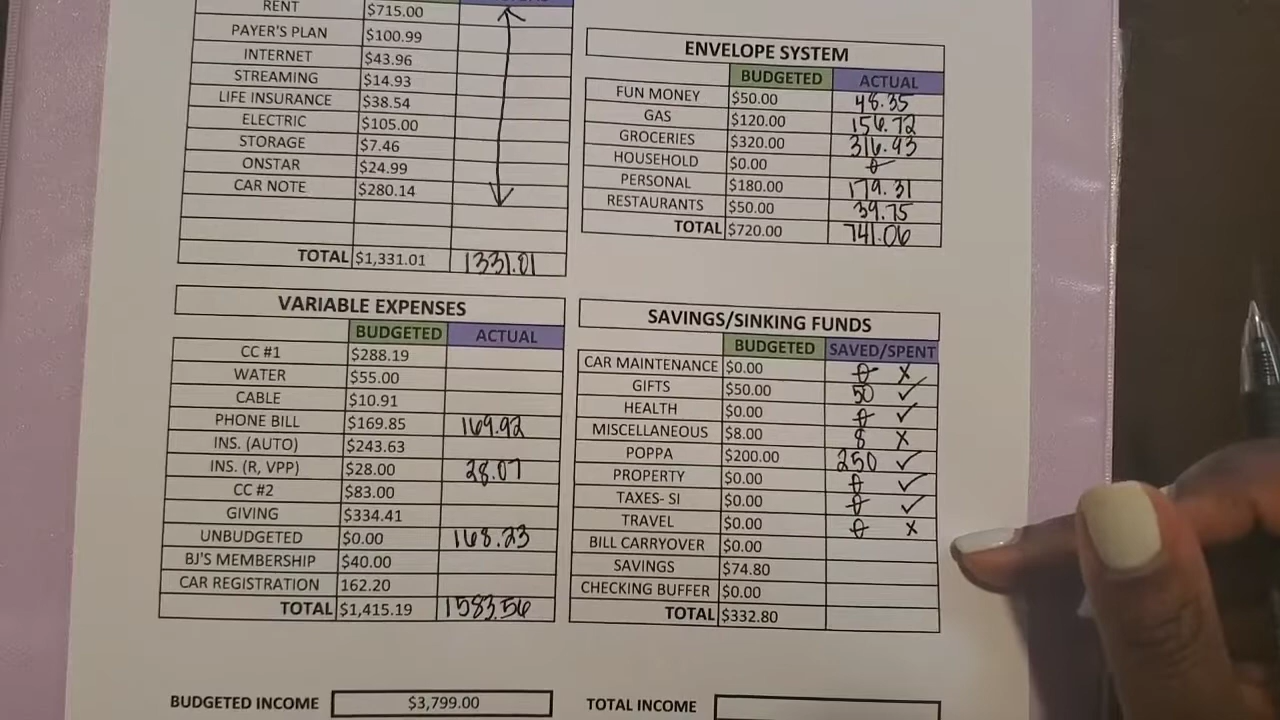 RENT $715.00
PAYER'S PLAN $100.99
INTERNET $43.96
STREAMING $14.93
LIFE INSURANCE $38.54
ELECTRIC $105.00
STORAGE $7.46
ONSTAR $24.99
CAR NOTE $280.14
TOTAL $1,331.01 1331.01
ENVELOPE SYSTEM
BUDGETED ACTUAL
FUN MONEY $50.00 48.35
GAS $120.00 156.72
GROCERIES $320.00 316.93
HOUSEHOLD $0.00 0
PERSONAL $180.00 179.31
RESTAURANTS $50.00 39.75
TOTAL $720.00 741.06
VARIABLE EXPENSES
BUDGETED ACTUAL
CC #1 $288.19
WATER $55.00
CABLE $10.91
PHONE BILL $169.85 169.92
INS. (AUTO) $243.63
INS. (R, VPP) $28.00 28.07
CC #2 $83.00
GIVING $334.41
UNBUDGETED $0.00 168.23
BJ'S MEMBERSHIP $40.00
CAR REGISTRATION 162.20
TOTAL $1,415.19 1583.56
SAVINGS/SINKING FUNDS
BUDGETED SAVED/SPENT
CAR MAINTENANCE $0.00 0 X
GIFTS $50.00 50 ✓
HEALTH $0.00 0 ✓
MISCELLANEOUS $8.00 8 X
POPPA $200.00 250 ✓
PROPERTY $0.00 0 ✓
TAXES- SI $0.00 0 ✓
TRAVEL $0.00 0 X
BILL CARRYOVER $0.00
SAVINGS $74.80
CHECKING BUFFER $0.00
TOTAL $332.80
BUDGETED INCOME $3,799.00
TOTAL INCOME